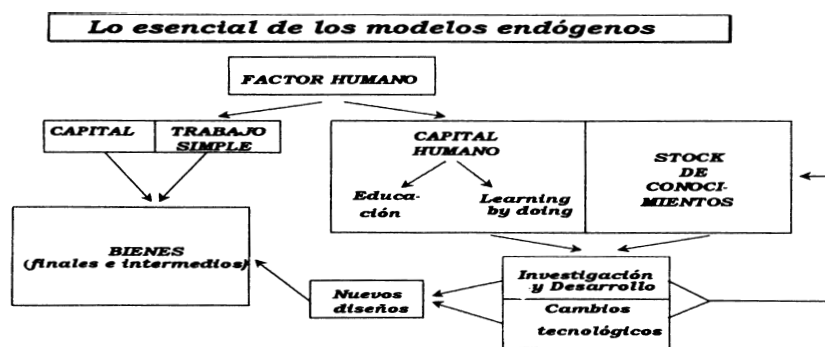 Lo esencial de los modelos endógenos
FACTOR HUMANO
CAPITAL
TRABAJO
SIMPLE
CAPITAL
HUMANO
Educa-
ción
Learning
by doing
STOCK
DE
CONOCI-
MIENTOS
BIENES
(finales e intermedios)
Nuevos
diseños
Investigación
y Desarrollo
Cambios
tecnológicos